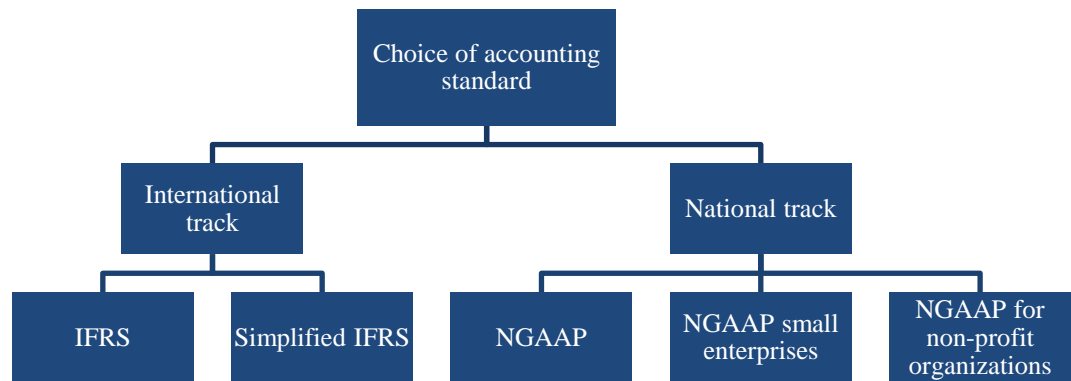 Choice of accounting
standard
International
track
National track
IFRS
Simplified IFRS
NGAAP
NGAAP small
enterprises
NGAAP for
non-profit
organizations